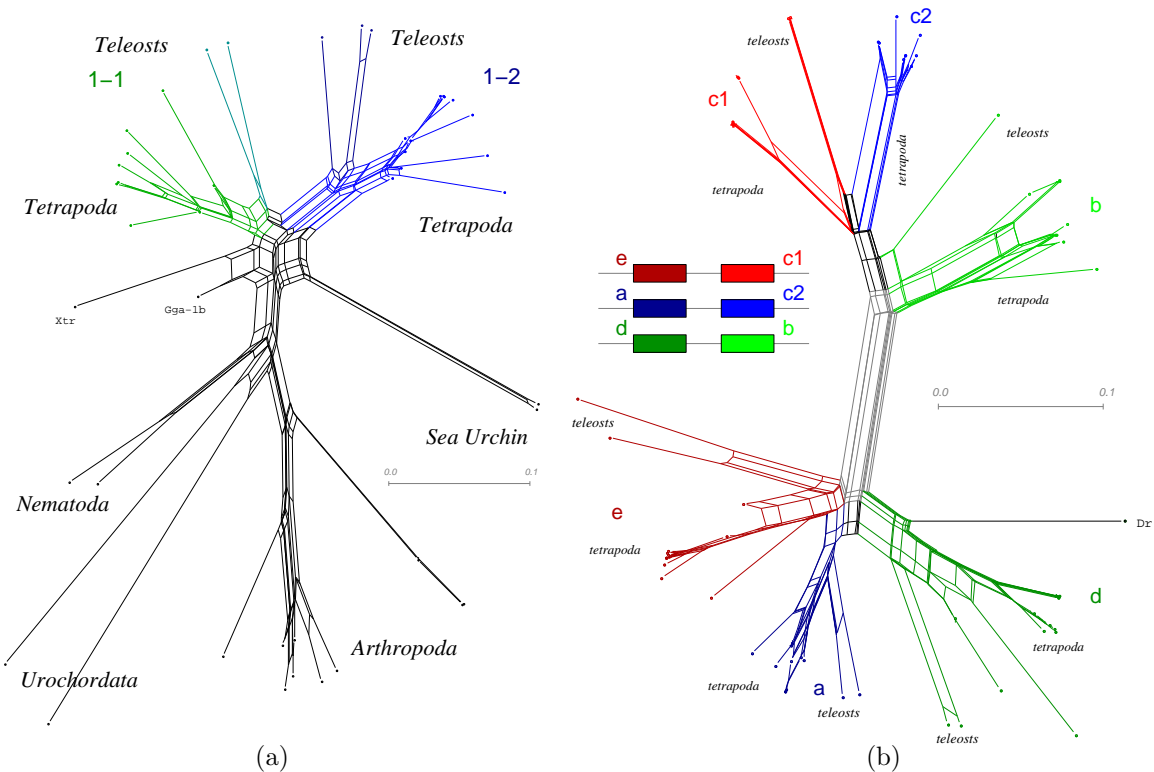 Teleosts
1–1
Tetrapoda
Teleosts
1–2
Tetrapoda
Xtr
Gga-1b
Nematoda
Sea Urchin
0.0
0.1
Urochordata
Arthropoda
(a)
c2
teleosts
c1
tetrapoda
tetrapoda
teleosts
b
tetrapoda
e
c1
a
c2
d
b
0.0
0.1
teleosts
e
tetrapoda
Dr
d
tetrapoda
tetrapoda
a
teleosts
teleosts
(b)